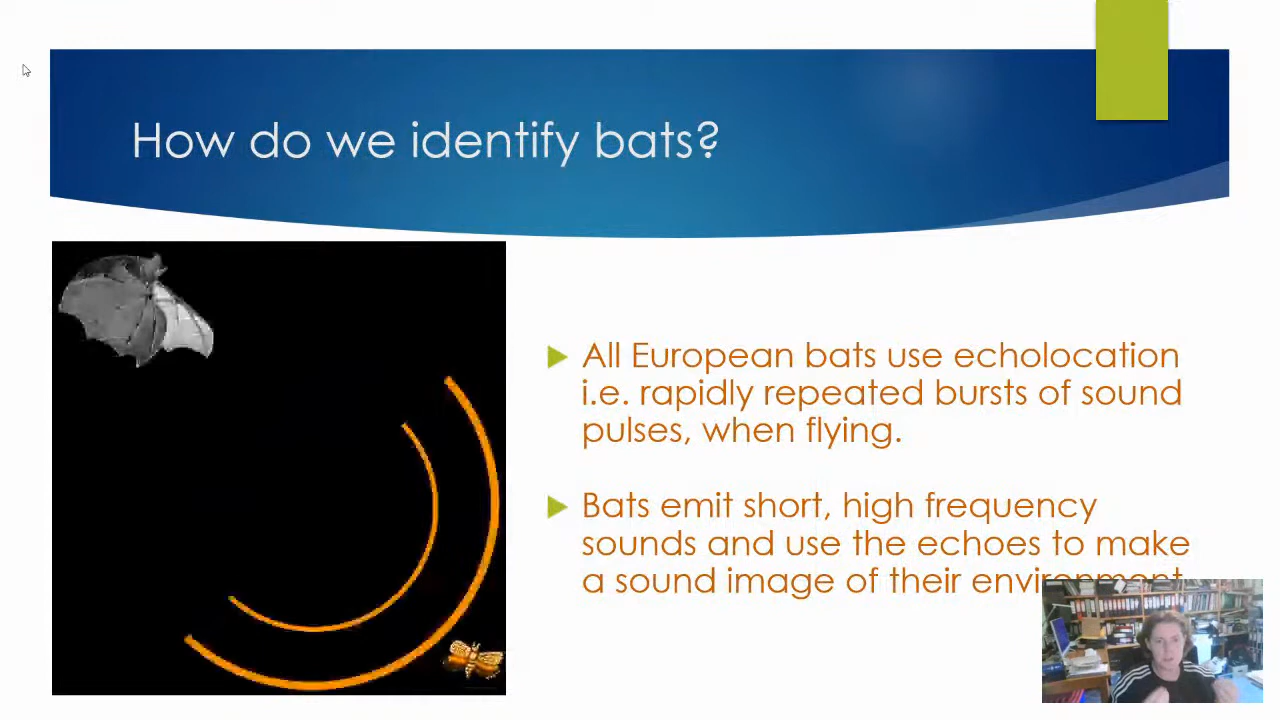 How do we identify bats?
All European bats use echolocation
i.e. rapidly repeated bursts of sound
pulses, when flying.
Bats emit short, high frequency
sounds and use the echoes to make
a sound image of their environment